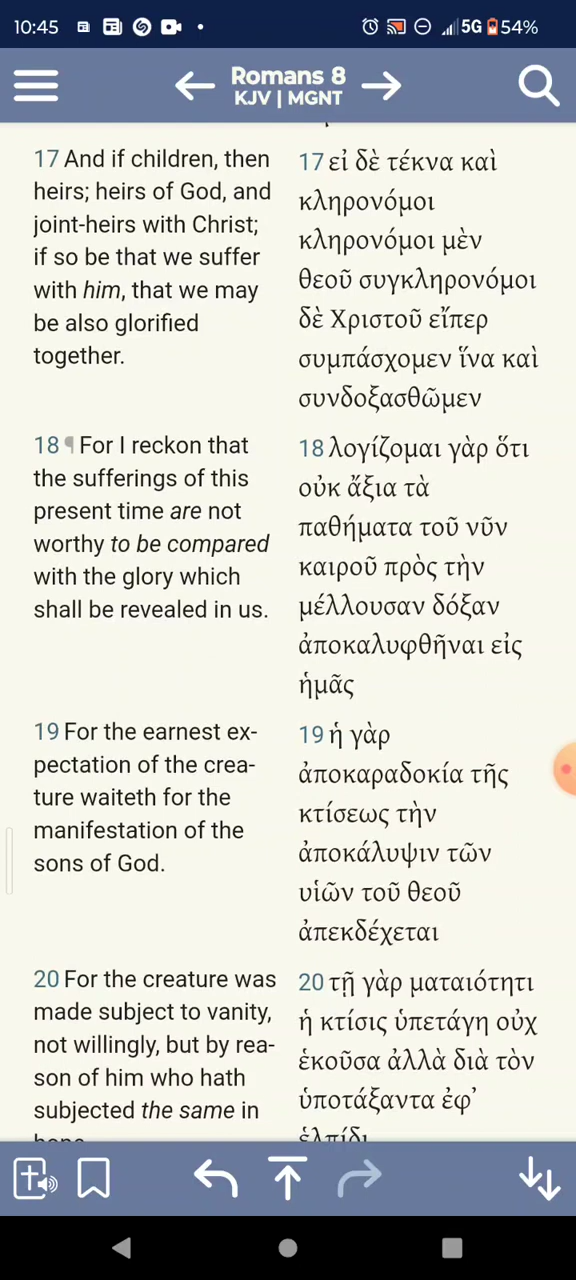 10:45
5G 54%
Romans 8
KJV | MGNT
17 And if children, then
heirs; heirs of God, and
joint-heirs with Christ;
if so be that we suffer
with him, that we may
be also glorified
together.
17 εἰ δὲ τέκνα καὶ
κληρονόμοι
κληρονόμοι μὲν
θεοῦ συγκληρονόμοι
δὲ Χριστοῦ εἴπερ
συμπάσχομεν ἵνα καὶ
συνδοξασθῶμεν
18 ¶ For I reckon that
the sufferings of this
present time are not
worthy to be compared
with the glory which
shall be revealed in us.
18 λογίζομαι γὰρ ὅτι
οὐκ ἄξια τὰ
παθήματα τοῦ νῦν
καιροῦ πρὸς τὴν
μέλλουσαν δόξαν
ἀποκαλυφθῆναι εἰς
ἡμᾶς
19 For the earnest ex-
pectation of the crea-
ture waiteth for the
manifestation of the
sons of God.
19 ἡ γὰρ
ἀποκαραδοκία τῆς
κτίσεως τὴν
ἀποκάλυψιν τῶν
υἱῶν τοῦ θεοῦ
ἀπεκδέχεται
20 For the creature was
made subject to vanity,
not willingly, but by rea-
son of him who hath
subjected the same in
hope
20 τῇ γὰρ ματαιότητι
ἡ κτίσις ὑπετάγη οὐχ
ἑκοῦσα ἀλλὰ διὰ τὸν
ὑποτάξαντα ἐφ’
ἑλπίδι